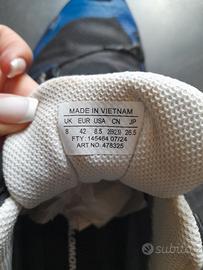 MADE IN VIETNAM
UK EUR USA CN JP
8 42 8.5 26.5
FTY: 145464 07/24
ART NO: 478325
subito